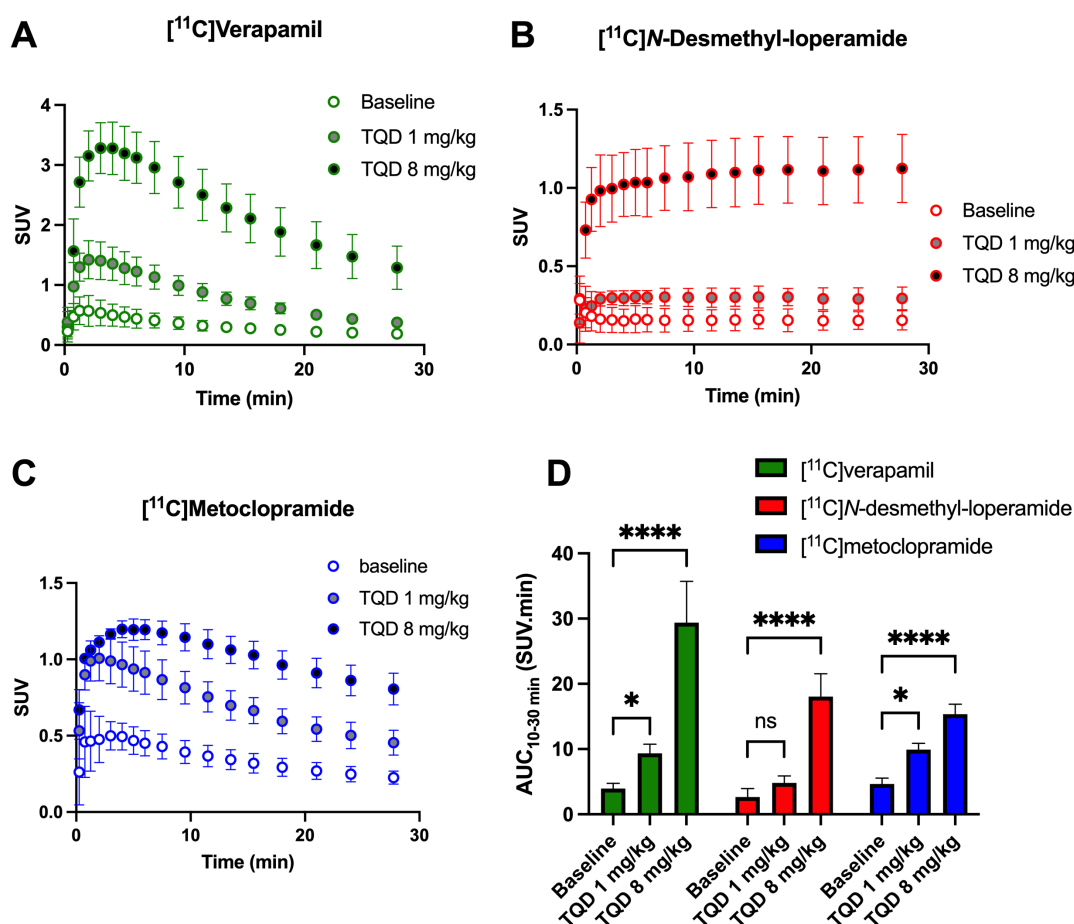 A
[¹¹C]Verapamil
Baseline
TQD 1 mg/kg
TQD 8 mg/kg
SUV
4
3
2
1
0
0
10
20
30
Time (min)
B
[¹¹C]N-Desmethyl-loperamide
Baseline
TQD 1 mg/kg
TQD 8 mg/kg
SUV
1.5
1.0
0.5
0.0
0
10
20
30
Time (min)
C
[¹¹C]Metoclopramide
baseline
TQD 1 mg/kg
TQD 8 mg/kg
SUV
1.5
1.0
0.5
0.0
0
10
20
30
Time (min)
D
[¹¹C]verapamil
[¹¹C]N-desmethyl-loperamide
[¹¹C]metoclopramide
AUC₁₀₋₃₀ ₘᵢₙ (SUV.min)
40
30
20
10
0
****
*
****
ns
****
*
Baseline
TQD 1 mg/kg
TQD 8 mg/kg
Baseline
TQD 1 mg/kg
TQD 8 mg/kg
Baseline
TQD 1 mg/kg
TQD 8 mg/kg